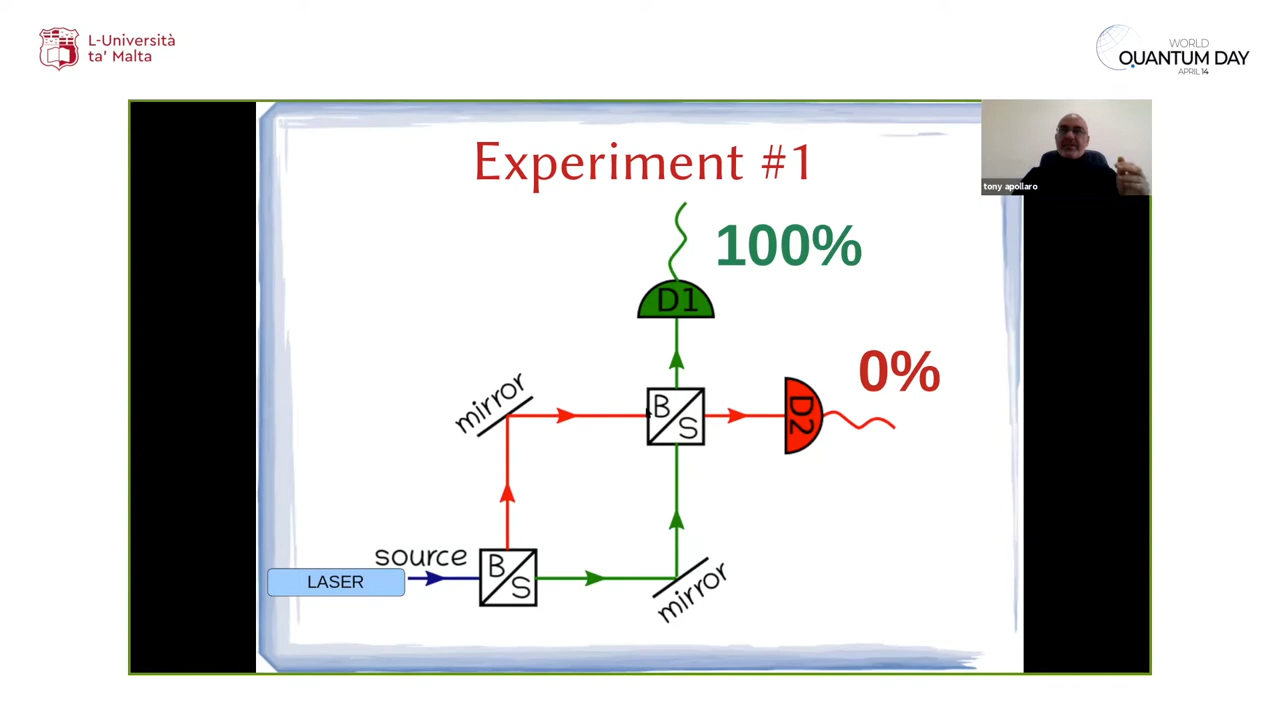 L-Università
ta' Malta
WORLD
QUANTUM DAY
APRIL 14
Experiment #1
tony apollaro
100%
D1
0%
mirror
B
S
D2
source
LASER
B
S
mirror